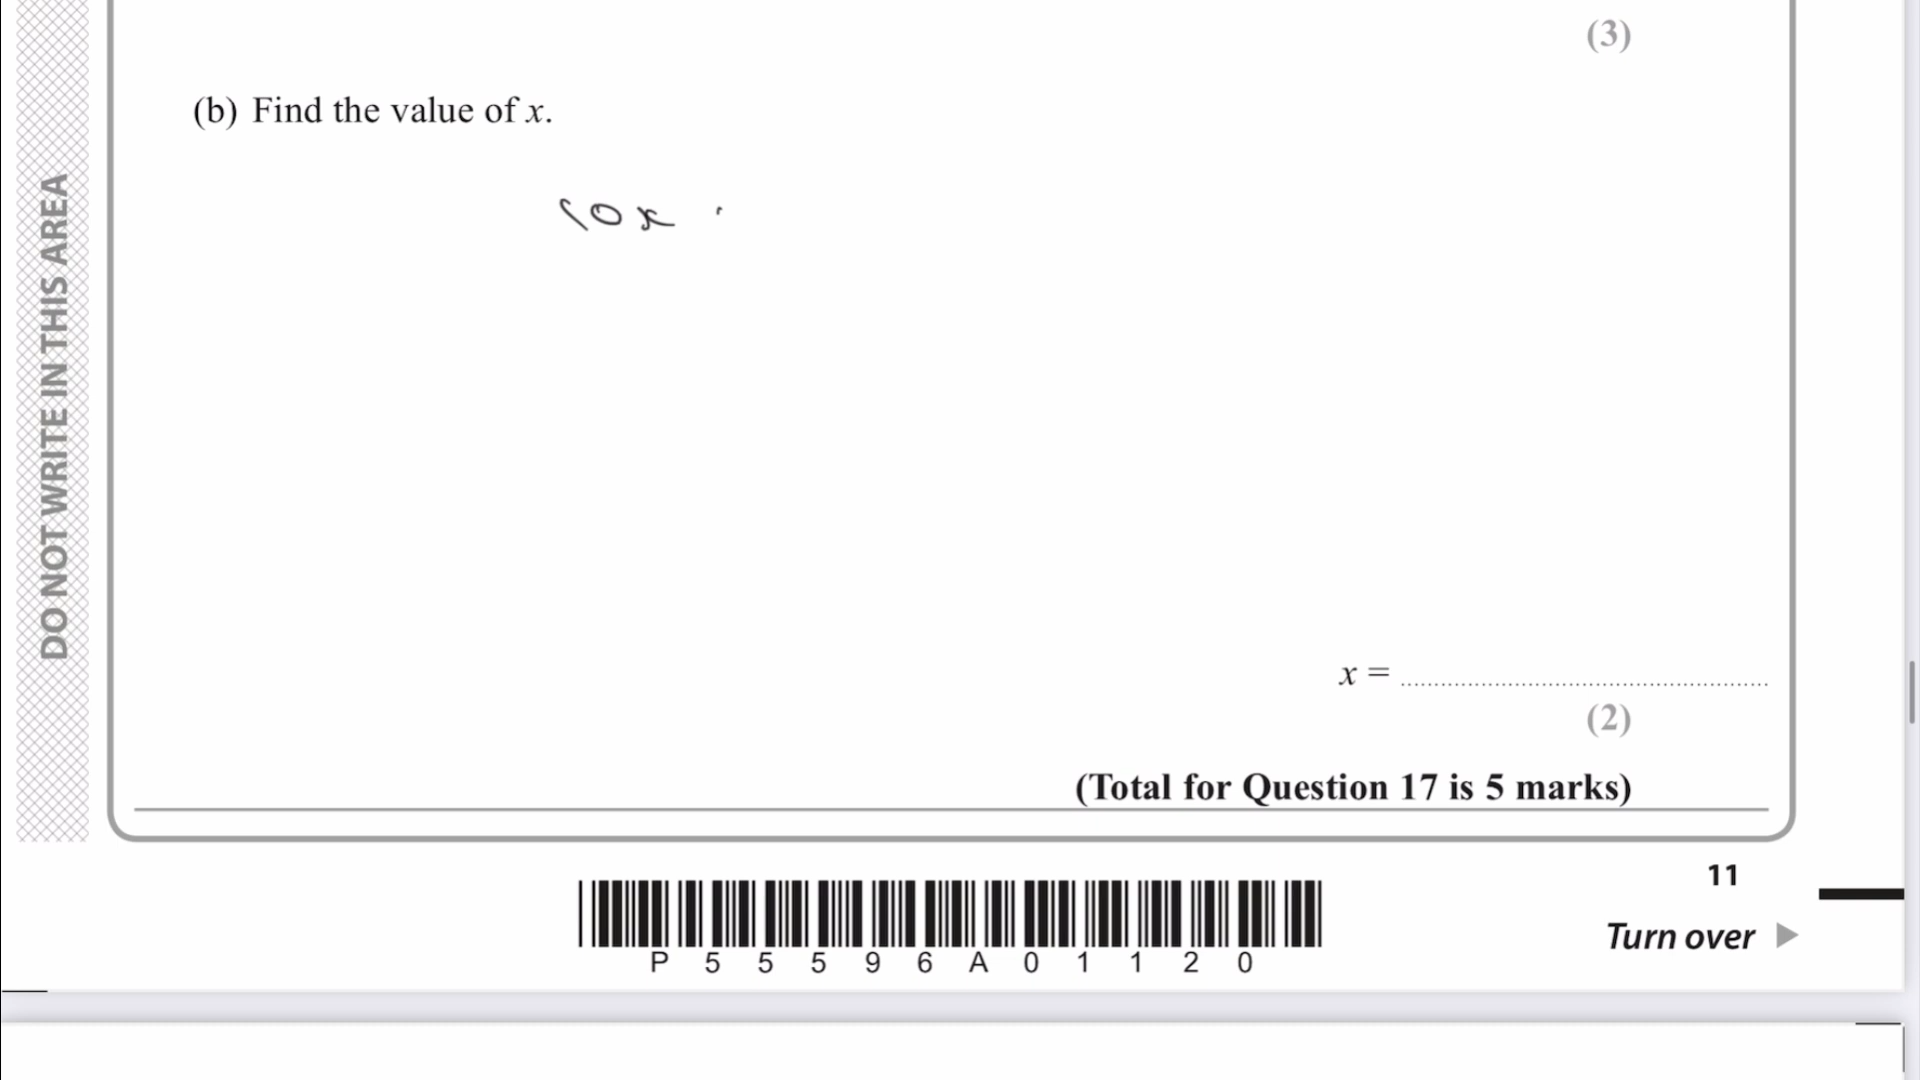 (3)
(b) Find the value of x.
10x
x = ........................................
(2)
(Total for Question 17 is 5 marks)
DO NOT WRITE IN THIS AREA
11
P 5 5 5 9 6 A 0 1 1 2 0
Turn over